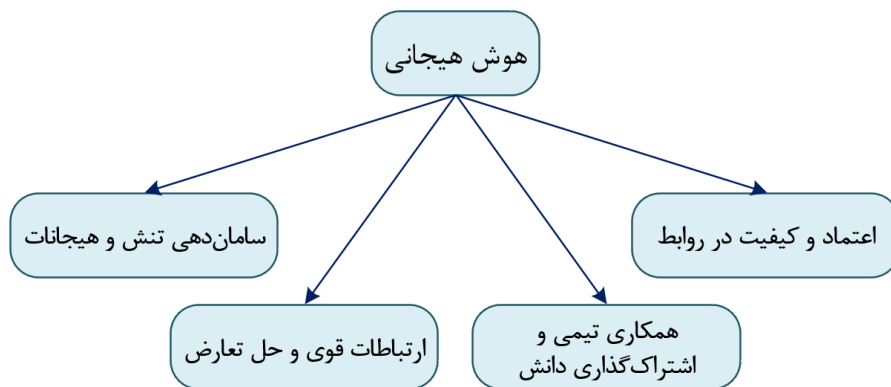 هوش هیجانی
اعتماد و کیفیت در روابط
همکاری تیمی و
اشتراک‌گذاری دانش
ارتباطات قوی و حل تعارض
سامان‌دهی تنش و هیجانات